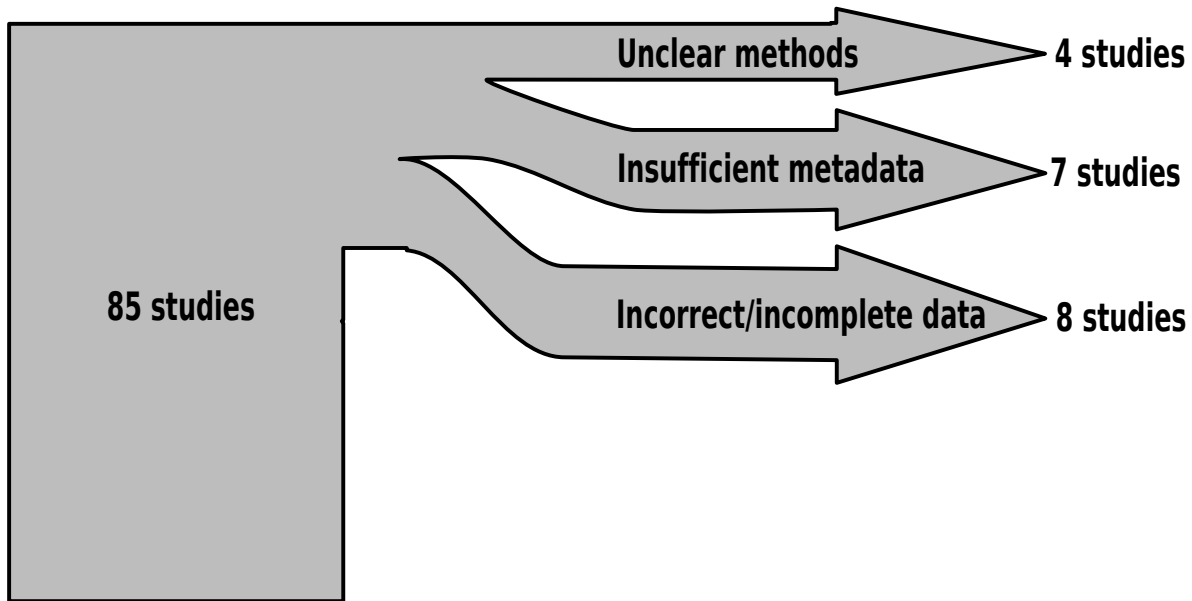 Unclear methods
4 studies
Insufficient metadata
7 studies
85 studies
Incorrect/incomplete data
8 studies